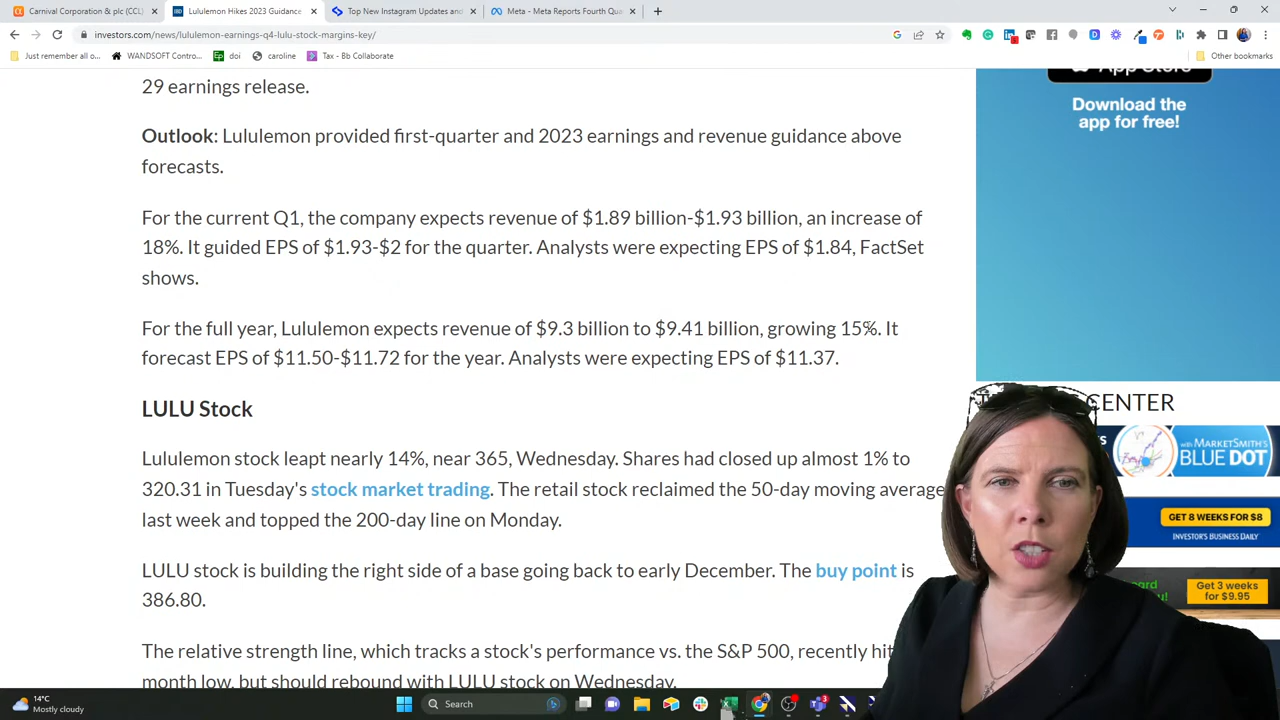 Carnival Corporation & plc (CCL)
Lululemon Hikes 2023 Guidance
Top New Instagram Updates and
Meta - Meta Reports Fourth Qua
investors.com/news/lululemon-earnings-q4-lulu-stock-margins-key/
Just remember all o...
WANDSOFT Contro...
doi
caroline
Tax - Bb Collaborate
Other bookmarks
29 earnings release.
Outlook: Lululemon provided first-quarter and 2023 earnings and revenue guidance above
forecasts.
For the current Q1, the company expects revenue of $1.89 billion-$1.93 billion, an increase of
18%. It guided EPS of $1.93-$2 for the quarter. Analysts were expecting EPS of $1.84, FactSet
shows.
For the full year, Lululemon expects revenue of $9.3 billion to $9.41 billion, growing 15%. It
forecast EPS of $11.50-$11.72 for the year. Analysts were expecting EPS of $11.37.
LULU Stock
Lululemon stock leapt nearly 14%, near 365, Wednesday. Shares had closed up almost 1% to
320.31 in Tuesday's stock market trading. The retail stock reclaimed the 50-day moving average
last week and topped the 200-day line on Monday.
LULU stock is building the right side of a base going back to early December. The buy point is
386.80.
The relative strength line, which tracks a stock's performance vs. the S&P 500, recently hit
month low, but should rebound with LULU stock on Wednesday.
App Store
Download the
app for free!
CENTER
with MARKETSMITH'S
BLUE DOT
GET 8 WEEKS FOR $8
INVESTOR'S BUSINESS DAILY
Get 3 weeks
for $9.95
14°C
Mostly cloudy
Search